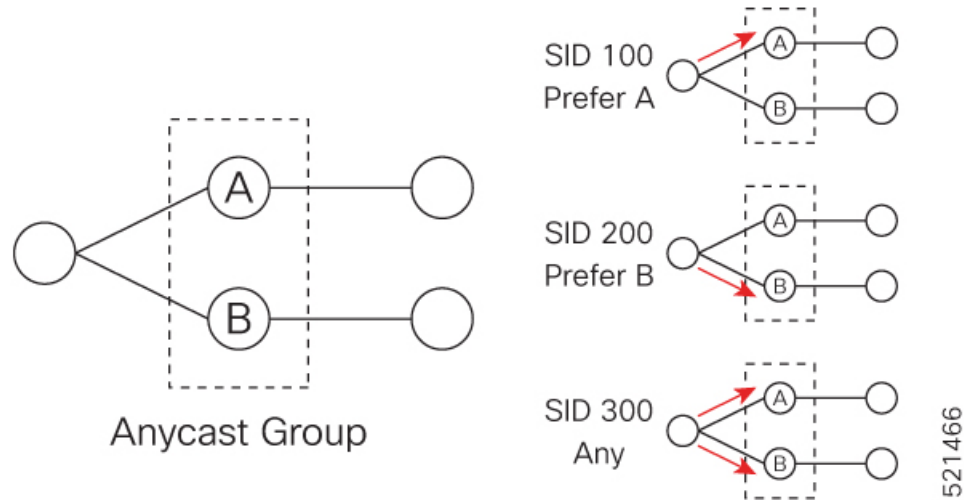 A
B
Anycast Group
SID 100
Prefer A
A
B
SID 200
Prefer B
A
B
SID 300
Any
A
B
521466